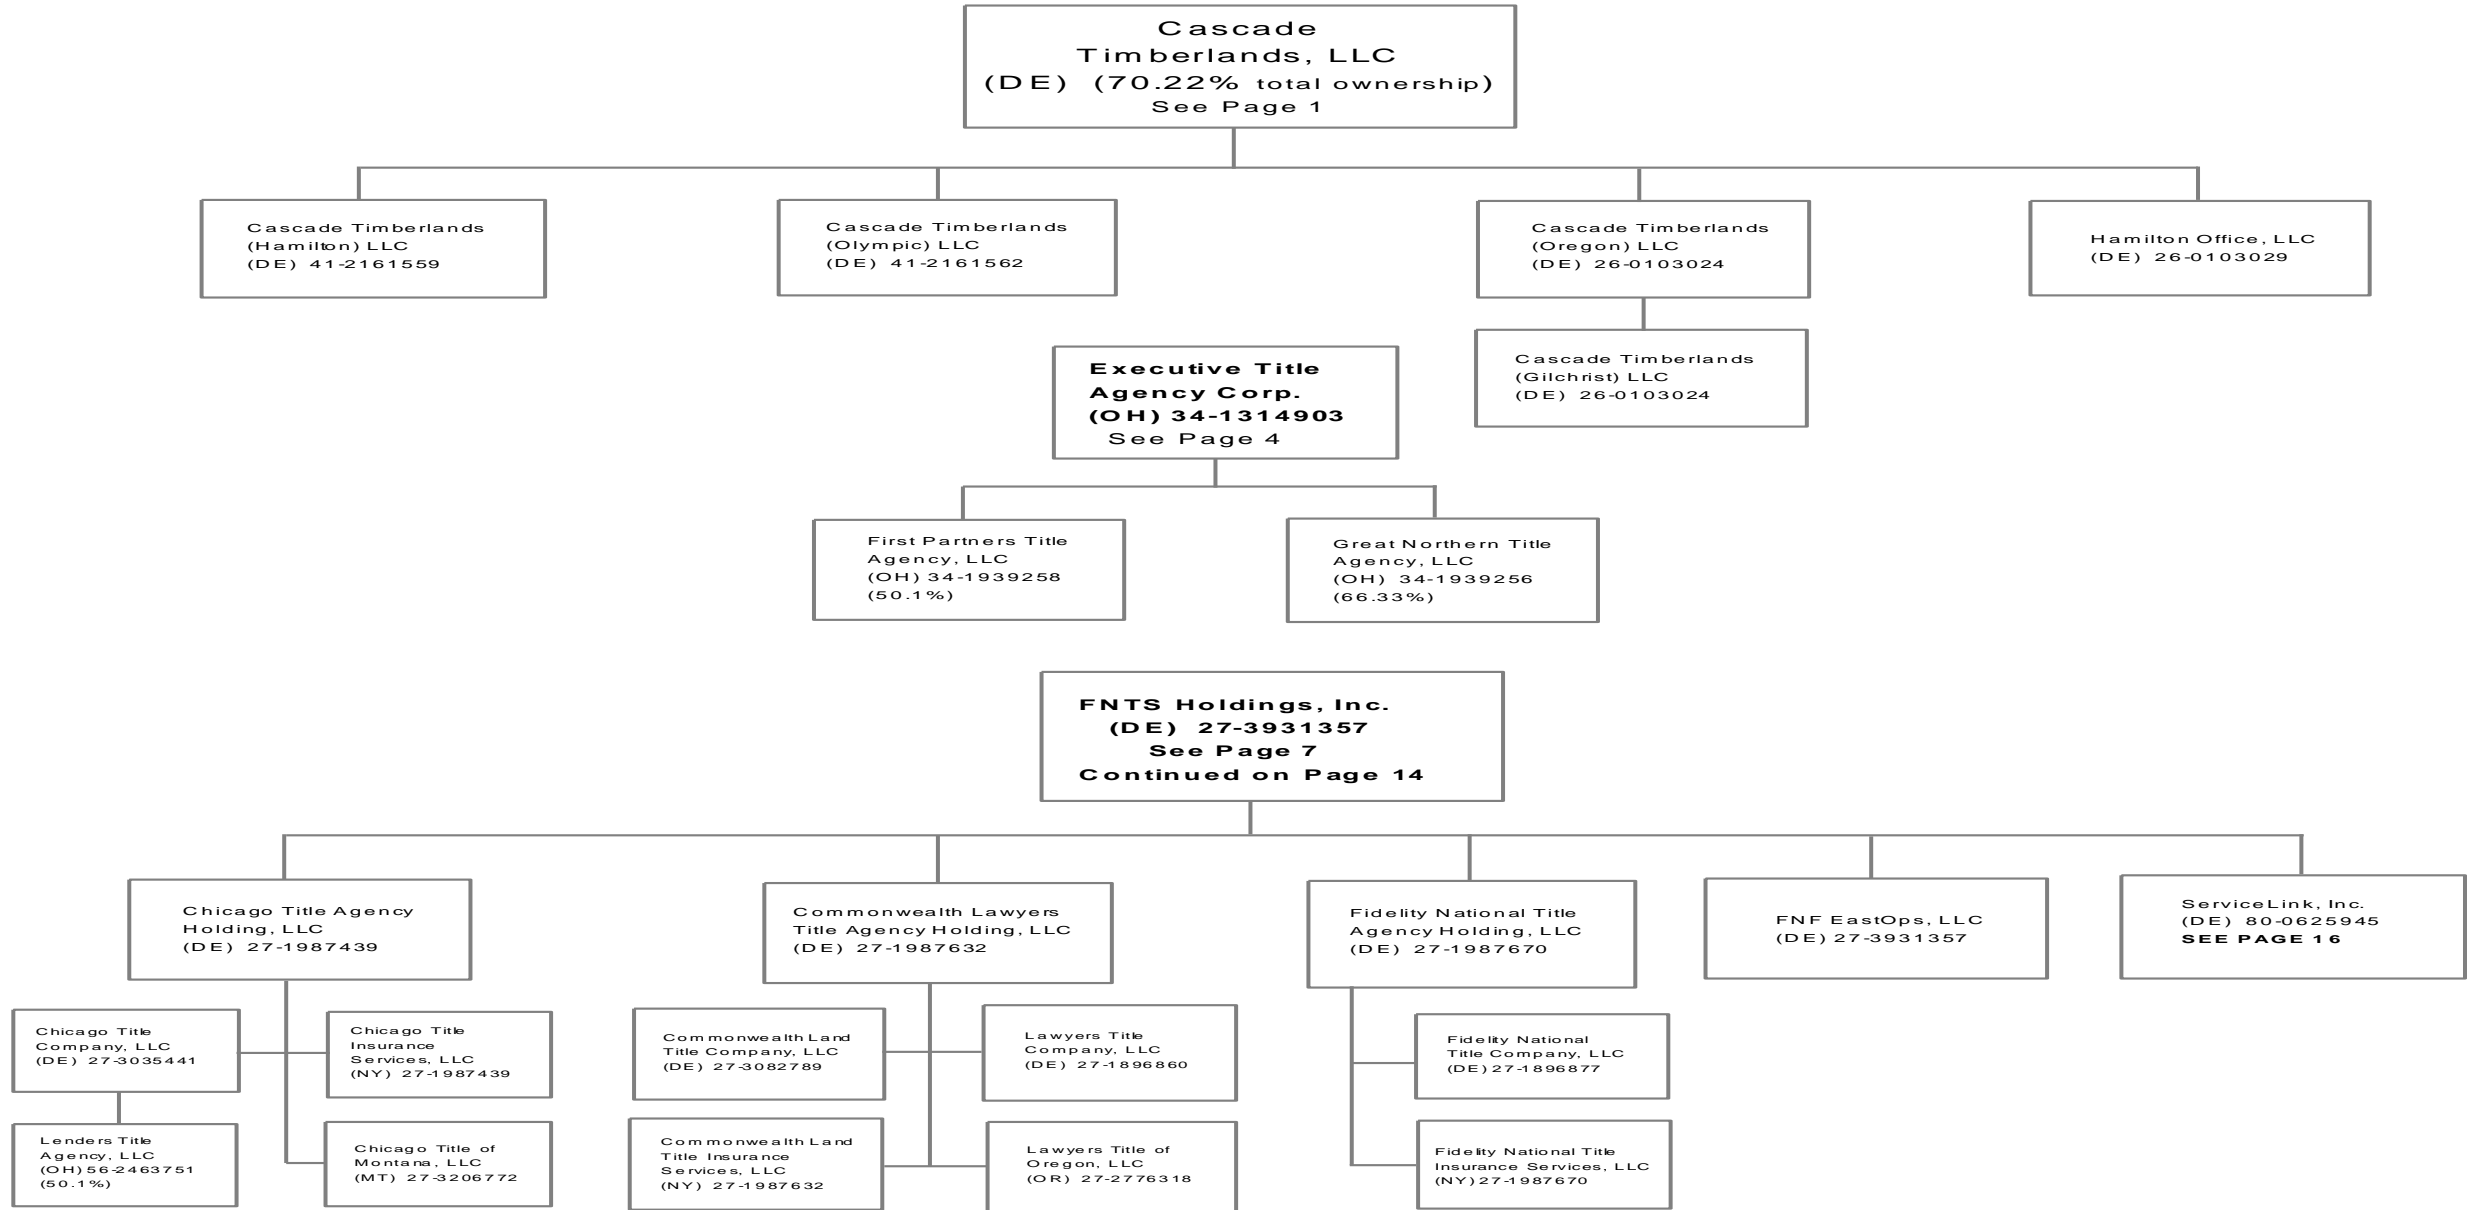 Cascade
Timberlands, LLC
(DE) (70.22% total ownership)
See Page 1
Cascade Timberlands
(Hamilton) LLC
(DE) 41-2161559
Cascade Timberlands
(Olympic) LLC
(DE) 41-2161562
Cascade Timberlands
(Oregon) LLC
(DE) 26-0103024
Hamilton Office, LLC
(DE) 26-0103029
Cascade Timberlands
(Gilchrist) LLC
(DE) 26-0103024
Executive Title
Agency Corp.
(OH) 34-1314903
See Page 4
First Partners Title
Agency, LLC
(OH) 34-1939258
(50.1%)
Great Northern Title
Agency, LLC
(OH) 34-1939256
(66.33%)
FNTS Holdings, Inc.
(DE) 27-3931357
See Page 7
Continued on Page 14
Chicago Title Agency
Holding, LLC
(DE) 27-1987439
Commonwealth Lawyers
Title Agency Holding, LLC
(DE) 27-1987632
Fidelity National Title
Agency Holding, LLC
(DE) 27-1987670
FNF EastOps, LLC
(DE) 27-3931357
ServiceLink, Inc.
(DE) 80-0625945
SEE PAGE 16
Chicago Title
Company, LLC
(DE) 27-3035441
Chicago Title
Insurance
Services, LLC
(NY) 27-1987439
Commonwealth Land
Title Company, LLC
(DE) 27-3082789
Lawyers Title
Company, LLC
(DE) 27-1896860
Fidelity National
Title Company, LLC
(DE) 27-1896877
Lenders Title
Agency, LLC
(OH) 56-2463751
(50.1%)
Chicago Title of
Montana, LLC
(MT) 27-3206772
Commonwealth Land
Title Insurance
Services, LLC
(NY) 27-1987632
Lawyers Title of
Oregon, LLC
(OR) 27-2776318
Fidelity National Title
Insurance Services, LLC
(NY) 27-1987670